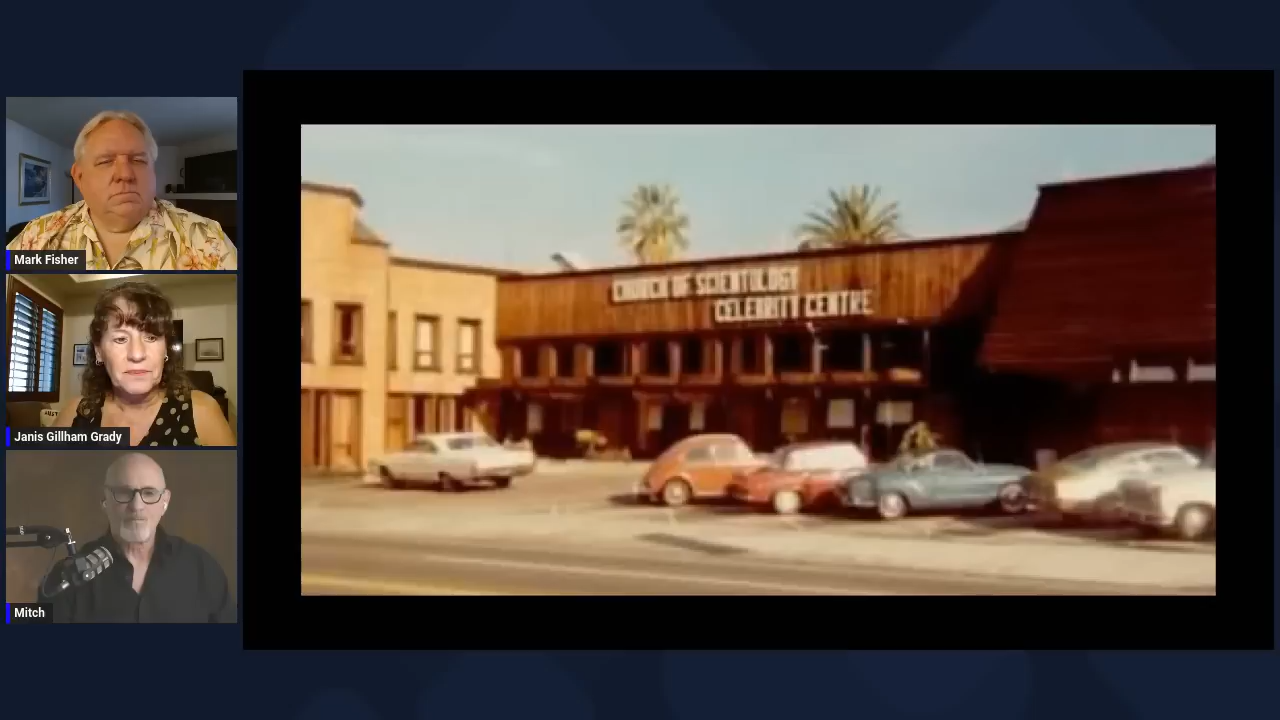 Mark Fisher
Janis Gillham Grady
Mitch
CHURCH OF SCIENTOLOGY
CELEBRITY CENTRE